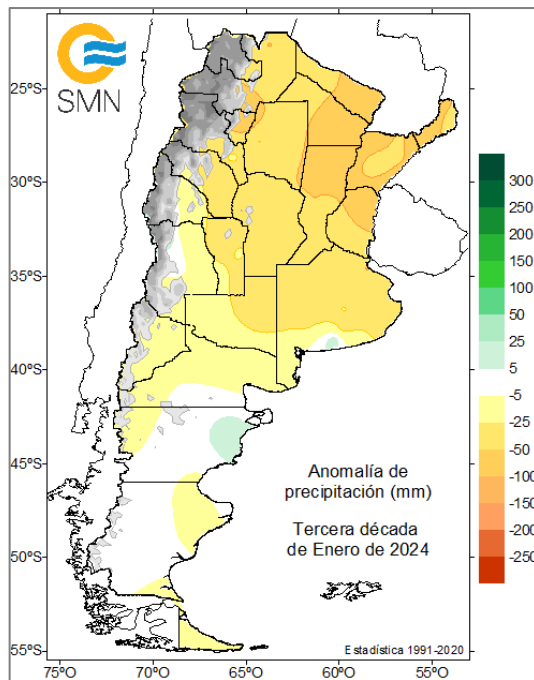 SMN
25ºS
30ºS
35ºS
40ºS
45ºS
50ºS
55ºS
75ºO
70ºO
65ºO
60ºO
55ºO
300
250
200
150
100
50
25
5
-5
-25
-50
-100
-150
-200
-250
Anomalía de
precipitación (mm)
Tercera década
de Enero de 2024
Estadística 1991-2020